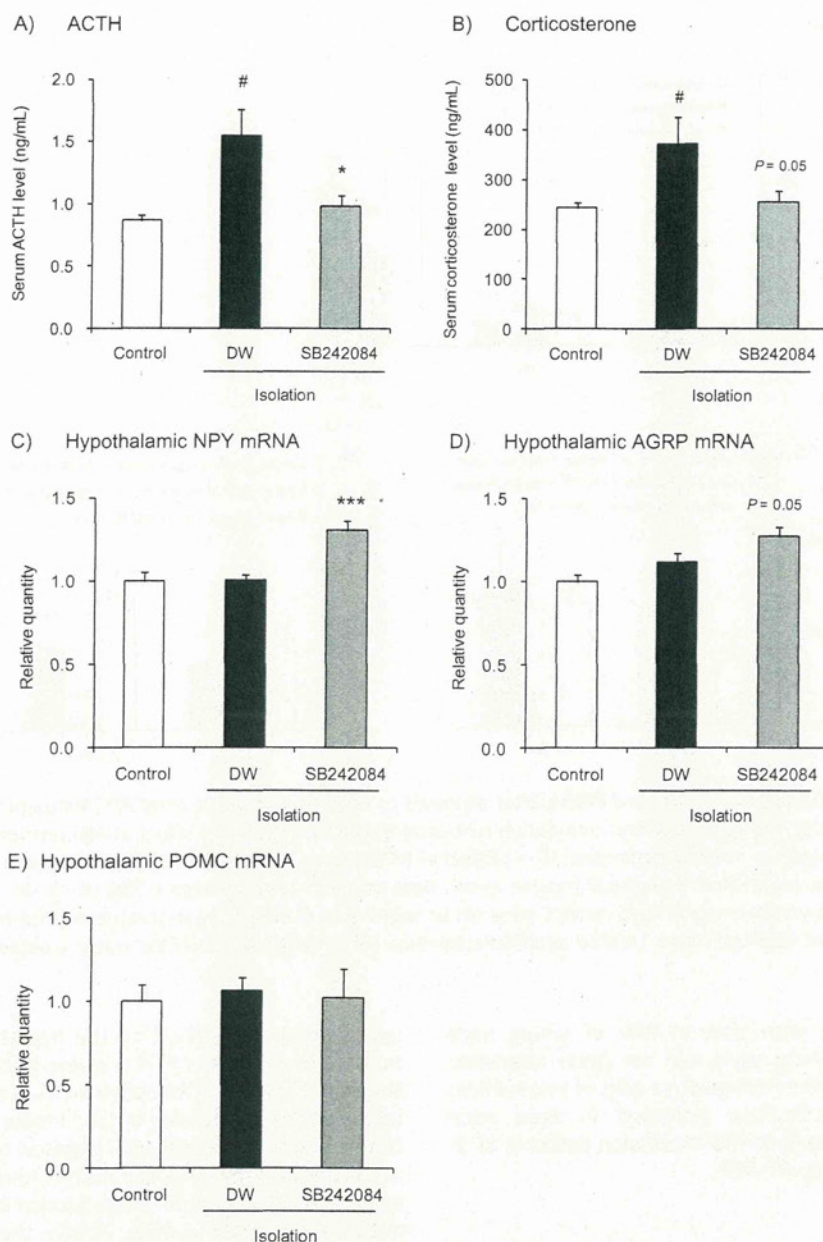 A) ACTH
Serum ACTH level (ng/mL)
2.0
1.5
1.0
0.5
0.0
#
*
Control DW SB242084
Isolation
B) Corticosterone
Serum corticosterone level (ng/mL)
500
400
300
200
100
0
#
P = 0.05
Control DW SB242084
Isolation
C) Hypothalamic NPY mRNA
Relative quantity
1.5
1.0
0.5
0.0
***
Control DW SB242084
Isolation
D) Hypothalamic AGRP mRNA
Relative quantity
1.5
1.0
0.5
0.0
P = 0.05
Control DW SB242084
Isolation
E) Hypothalamic POMC mRNA
Relative quantity
1.5
1.0
0.5
0.0
Control DW SB242084
Isolation